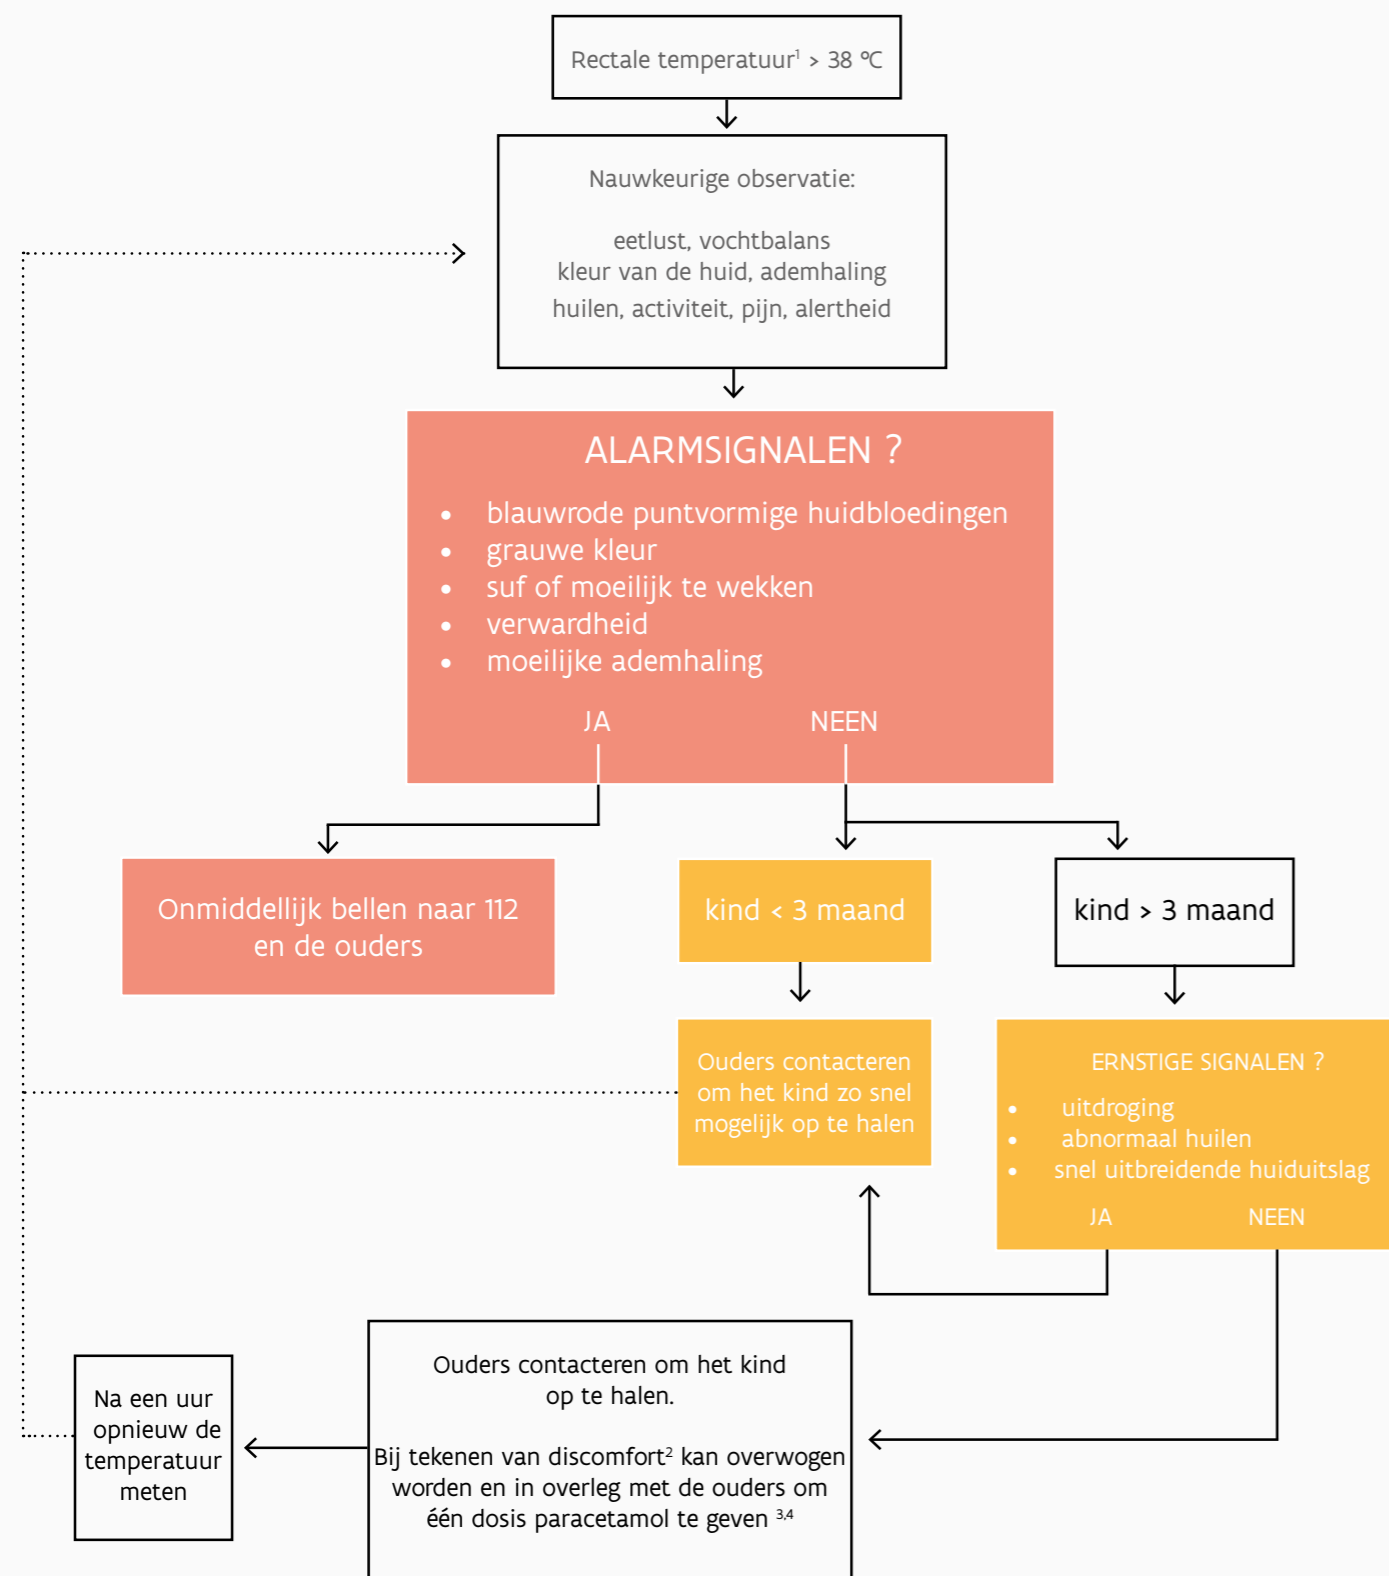 Rectale temperatuur¹ > 38 °C
Nauwkeurige observatie:
eetlust, vochtbalans
kleur van de huid, ademhaling
huilen, activiteit, pijn, alertheid
ALARMSIGNALEN ?
• blauwrode puntvormige huidbloedingen
• grauwe kleur
• suf of moeilijk te wekken
• verwardheid
• moeilijke ademhaling
JA NEEN
Onmiddellijk bellen naar 112
en de ouders
kind < 3 maand
kind > 3 maand
Ouders contacteren
om het kind zo snel
mogelijk op te halen
ERNSTIGE SIGNALEN ?
• uitdroging
• abnormaal huilen
• snel uitbreidende huiduitslag
JA NEEN
Ouders contacteren om het kind
op te halen.
Bij tekenen van discomfort² kan overwogen
worden en in overleg met de ouders om
één dosis paracetamol te geven ³,⁴
Na een uur
opnieuw de
temperatuur
meten